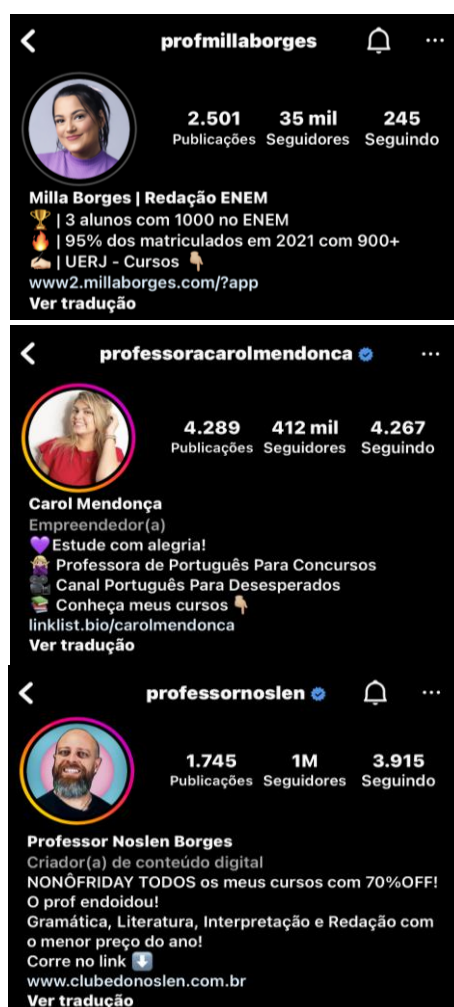 profmillaborges
2.501 35 mil 245
Publicações Seguidores Seguindo
Milla Borges | Redação ENEM
🏆 | 3 alunos com 1000 no ENEM
🔥 | 95% dos matriculados em 2021 com 900+
✍🏻 | UERJ - Cursos 👇🏼
www2.millaborges.com/?app
Ver tradução
professoracarolmendonca
4.289 412 mil 4.267
Publicações Seguidores Seguindo
Carol Mendonça
Empreendedor(a)
💜Estude com alegria!
🙅🏼‍♀️ Professora de Português Para Concursos
🎥 Canal Português Para Desesperados
📚 Conheça meus cursos 👇🏼
linklist.bio/carolmendonca
Ver tradução
professornoslen
1.745 1M 3.915
Publicações Seguidores Seguindo
Professor Noslen Borges
Criador(a) de conteúdo digital
NONÔFRIDAY TODOS os meus cursos com 70%OFF!
O prof endoidou!
Gramática, Literatura, Interpretação e Redação com
o menor preço do ano!
Corre no link ⬇️
www.clubedonoslen.com.br
Ver tradução